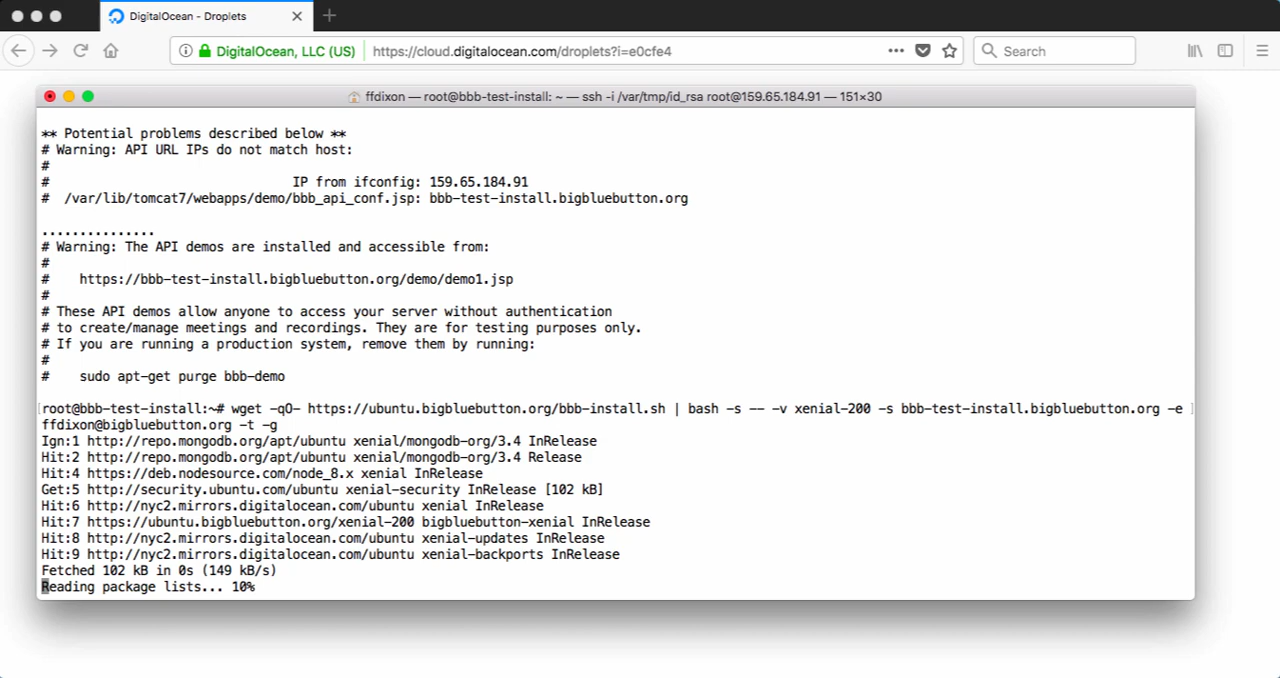 DigitalOcean - Droplets
DigitalOcean, LLC (US)
https://cloud.digitalocean.com/droplets?i=e0cfe4
Search
ffdixon — root@bbb-test-install: ~ — ssh -i /var/tmp/id_rsa root@159.65.184.91 — 151×30
** Potential problems described below **
# Warning: API URL IPs do not match host:
#
#                                IP from ifconfig: 159.65.184.91
#  /var/lib/tomcat7/webapps/demo/bbb_api_conf.jsp: bbb-test-install.bigbluebutton.org
...............
# Warning: The API demos are installed and accessible from:
#
#    https://bbb-test-install.bigbluebutton.org/demo/demo1.jsp
#
# These API demos allow anyone to access your server without authentication
# to create/manage meetings and recordings. They are for testing purposes only.
# If you are running a production system, remove them by running:
#
#    sudo apt-get purge bbb-demo
[root@bbb-test-install:~# wget -qO- https://ubuntu.bigbluebutton.org/bbb-install.sh | bash -s -- -v xenial-200 -s bbb-test-install.bigbluebutton.org -e ]
ffdixon@bigbluebutton.org -t -g
Ign:1 http://repo.mongodb.org/apt/ubuntu xenial/mongodb-org/3.4 InRelease
Hit:2 http://repo.mongodb.org/apt/ubuntu xenial/mongodb-org/3.4 Release
Hit:4 https://deb.nodesource.com/node_8.x xenial InRelease
Get:5 http://security.ubuntu.com/ubuntu xenial-security InRelease [102 kB]
Hit:6 http://nyc2.mirrors.digitalocean.com/ubuntu xenial InRelease
Hit:7 https://ubuntu.bigbluebutton.org/xenial-200 bigbluebutton-xenial InRelease
Hit:8 http://nyc2.mirrors.digitalocean.com/ubuntu xenial-updates InRelease
Hit:9 http://nyc2.mirrors.digitalocean.com/ubuntu xenial-backports InRelease
Fetched 102 kB in 0s (149 kB/s)
Reading package lists... 10%